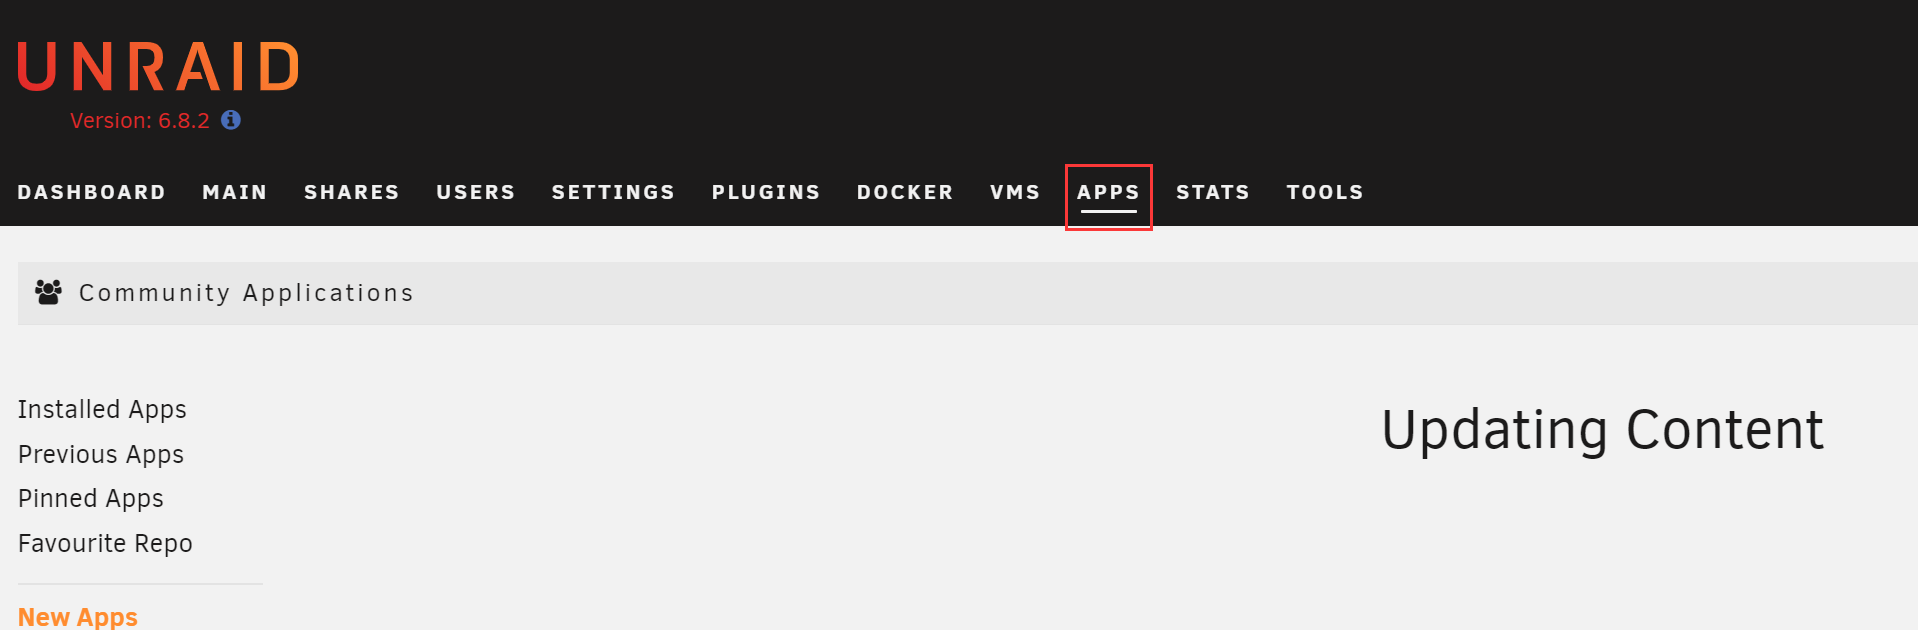 UNRAID
Version: 6.8.2
DASHBOARD MAIN SHARES USERS SETTINGS PLUGINS DOCKER VMS APPS STATS TOOLS
Community Applications
Installed Apps
Previous Apps
Pinned Apps
Favourite Repo
New Apps
Updating Content